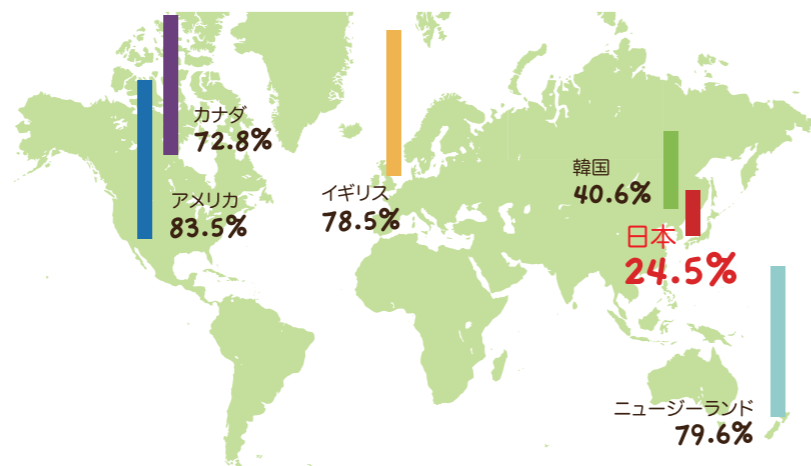 カナダ
72.8%
アメリカ
83.5%
イギリス
78.5%
韓国
40.6%
日本
24.5%
ニュージーランド
79.6%